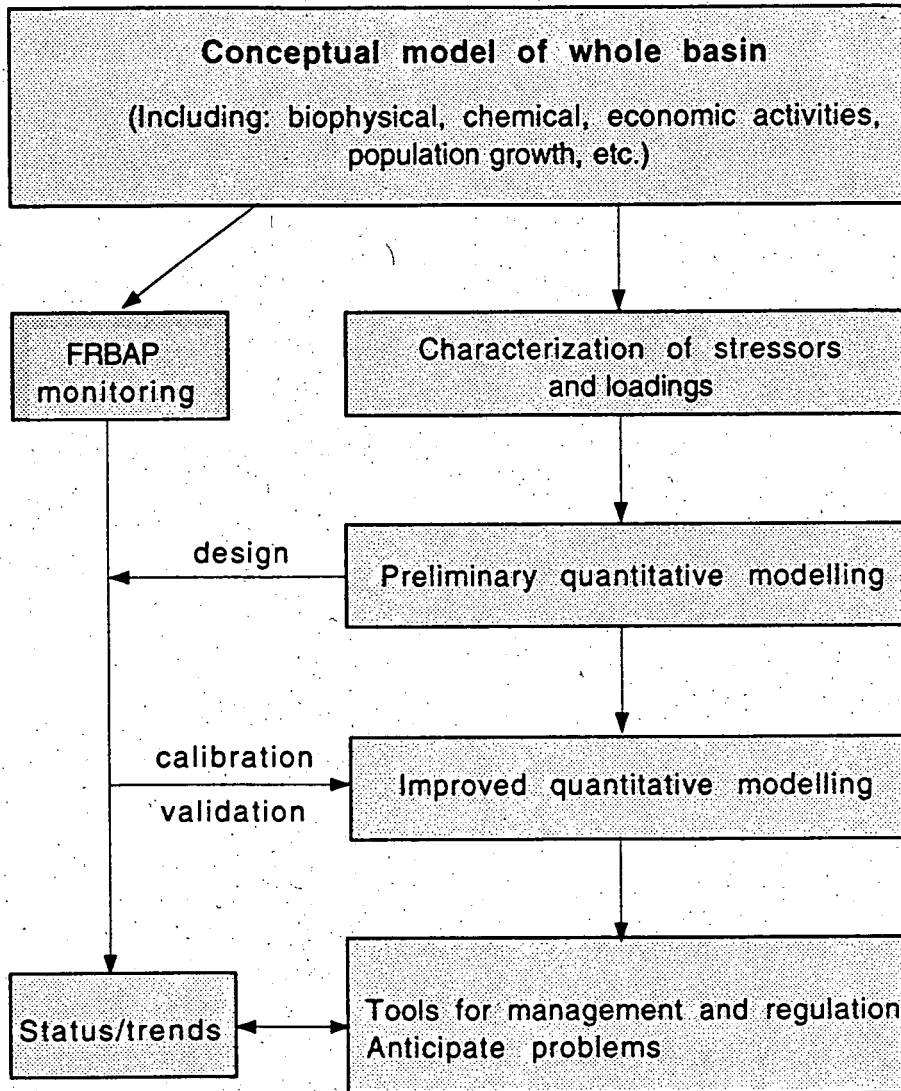 Conceptual model of whole basin
(Including: biophysical, chemical, economic activities,
population growth, etc.)
FRBAP
monitoring
Characterization of stressors
and loadings
design
Preliminary quantitative modelling
calibration
validation
Improved quantitative modelling
Status/trends
Tools for management and regulation
Anticipate problems